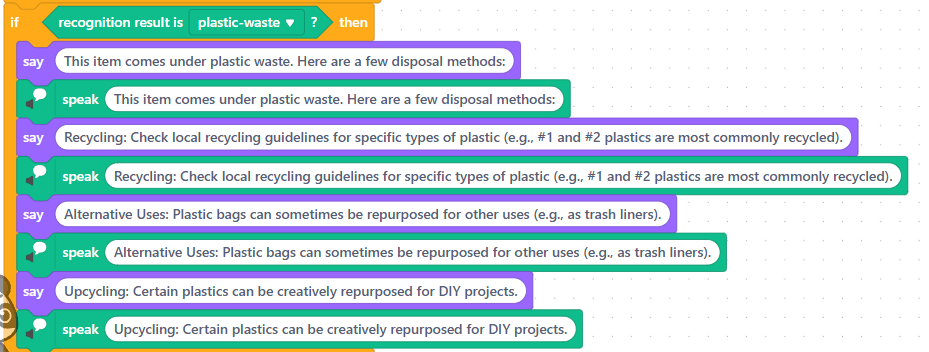 if recognition result is plastic-waste ? then
say This item comes under plastic waste. Here are a few disposal methods:
speak This item comes under plastic waste. Here are a few disposal methods:
say Recycling: Check local recycling guidelines for specific types of plastic (e.g., #1 and #2 plastics are most commonly recycled).
speak Recycling: Check local recycling guidelines for specific types of plastic (e.g., #1 and #2 plastics are most commonly recycled).
say Alternative Uses: Plastic bags can sometimes be repurposed for other uses (e.g., as trash liners).
speak Alternative Uses: Plastic bags can sometimes be repurposed for other uses (e.g., as trash liners).
say Upcycling: Certain plastics can be creatively repurposed for DIY projects.
speak Upcycling: Certain plastics can be creatively repurposed for DIY projects.